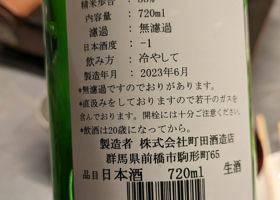 精米歩合 : 55%
内容量 : 720ml
濾過 : 無濾過
日本酒度 : -1
飲み方 : 冷やして
製造年月 : 2023年6月
*無濾過ですのでおりがあります。
*直汲みをしておりますので若干のガスを
含んでおります。開栓には十分ご注意ください。
*飲酒は20歳になってから。
製造者 株式会社町田酒造店
群馬県前橋市駒形町65
品目 日本酒 720ml 生酒